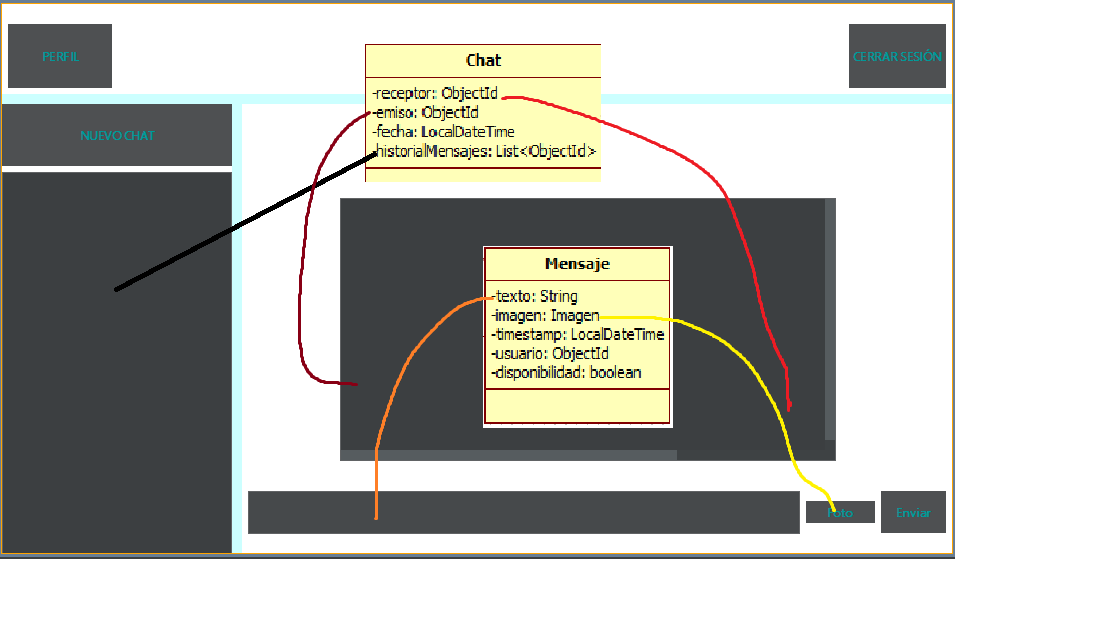 PERFIL
CERRAR SESIÓN
NUEVO CHAT
Chat
-receptor: ObjectId
-emiso: ObjectId
-fecha: LocalDateTime
-historialMensajes: List<ObjectId>
Mensaje
-texto: String
-imagen: Imagen
-timestamp: LocalDateTime
-usuario: ObjectId
-disponibilidad: boolean
Foto
Enviar